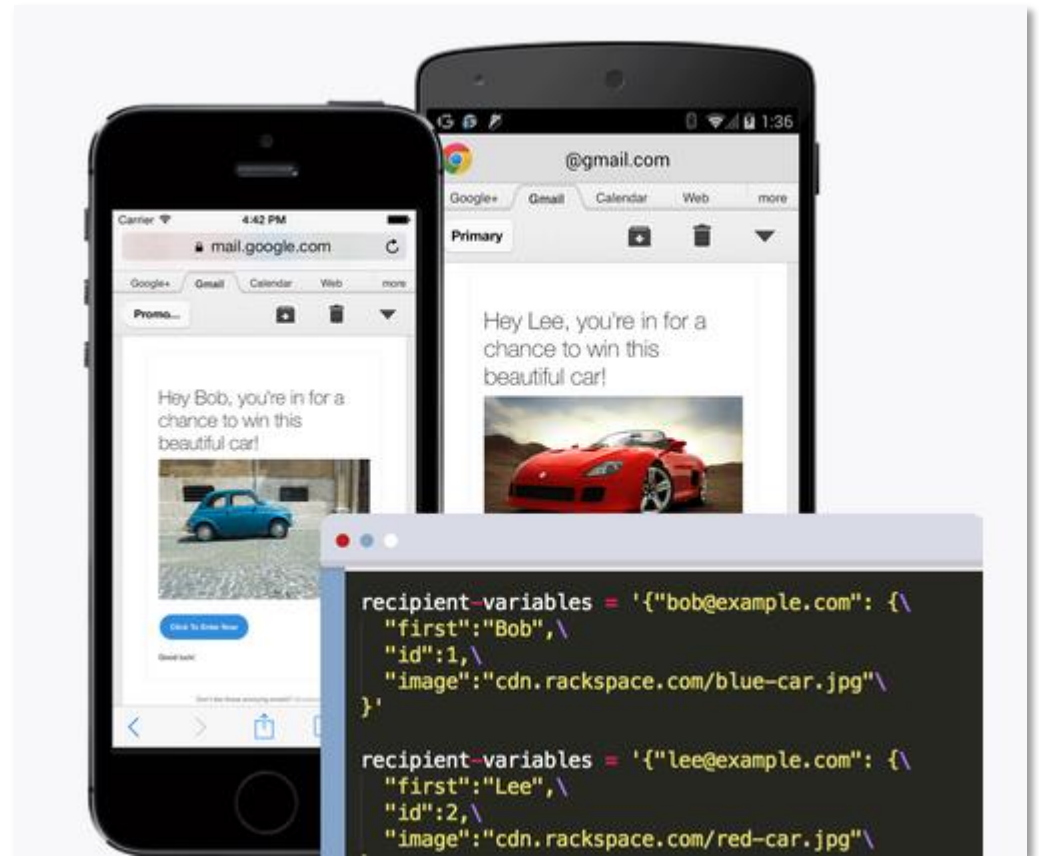 Carrier
4:42 PM
mail.google.com
Google+ Gmail Calendar Web more
Promo...
Hey Bob, you're in for a
chance to win this
beautiful car!
Click To Enter Now
Good luck!
1:36
@gmail.com
Google+ Gmail Calendar Web more
Primary
Hey Lee, you're in for a
chance to win this
beautiful car!
recipient-variables = '{"bob@example.com": {\
"first":"Bob",\
"id":1,\
"image":"cdn.rackspace.com/blue-car.jpg"\
}'
recipient-variables = '{"lee@example.com": {\
"first":"Lee",\
"id":2,\
"image":"cdn.rackspace.com/red-car.jpg"\